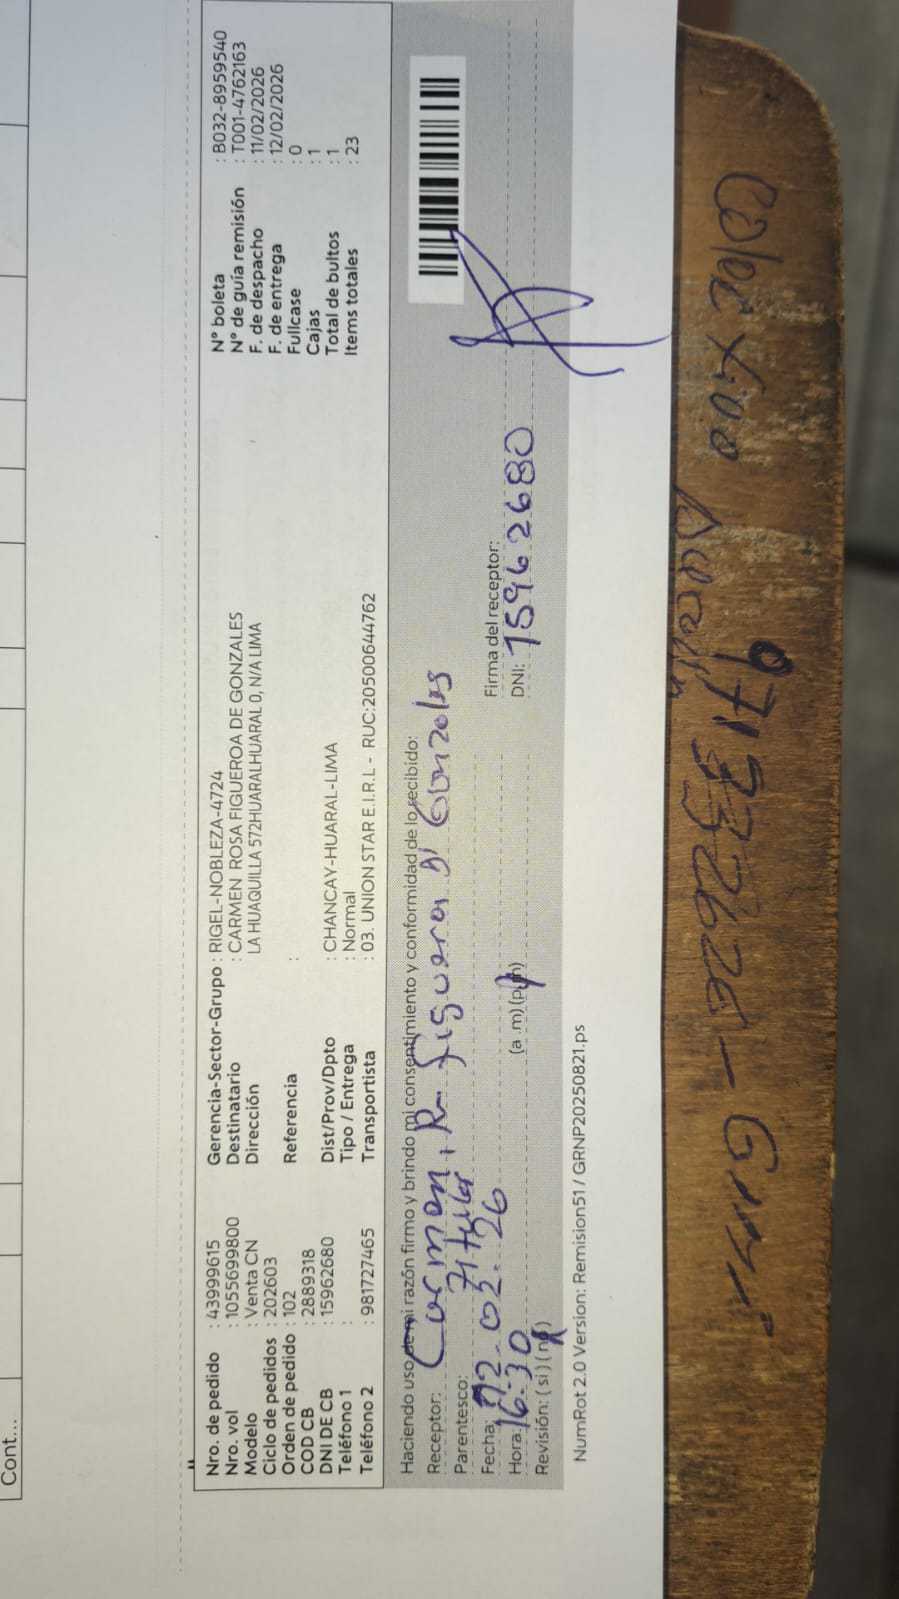 Cont...
Nro. de pedido : 43999615
Nro. vol : 1055699800
Modelo : Venta CN
Ciclo de pedidos : 202603
Orden de pedido : 102
COD CB : 2889318
DNI DE CB : 15962680
Teléfono 1 :
Teléfono 2 : 981727465
Gerencia-Sector-Grupo : RIGEL-NOBLEZA-4724
Destinatario : CARMEN ROSA FIGUEROA DE GONZALES
Dirección LA HUAQUILLA 572HUARALHUARAL 0, N/A LIMA
Referencia :
Dist/Prov/Dpto : CHANCAY-HUARAL-LIMA
Tipo / Entrega : Normal
Transportista : 03. UNION STAR E.I.R.L - RUC:20500644762
N° boleta : B032-8959540
N° de guía remisión : T001-4762163
F. de despacho : 11/02/2026
F. de entrega : 12/02/2026
Fullcase : 0
Cajas : 1
Total de bultos : 1
Items totales : 23
Haciendo uso de mi razón firmo y brindo mi consentimiento y conformidad de lo recibido:
Receptor: Carmen, R. figueroa D' Gonzales
Parentesco: titular
Fecha: 12-02-26
Firma del receptor:
Hora: 16:30 (a .m) (p.m)
DNI: 15962680
Revisión: ( si ) ( no )
NumRot 2.0 Version: Remision51 / GRNP20250821.ps